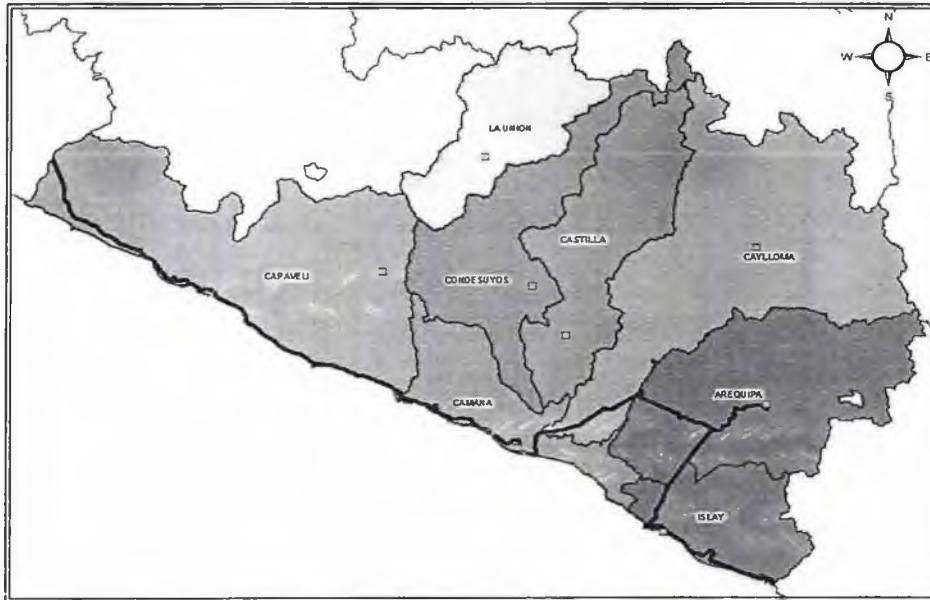 N
W E
S
LA UNION
CASTILLA
CAYLLOMA
CAPAVELI
CONDESUYOS
AREQUIPA
CAMANA
ISLAY